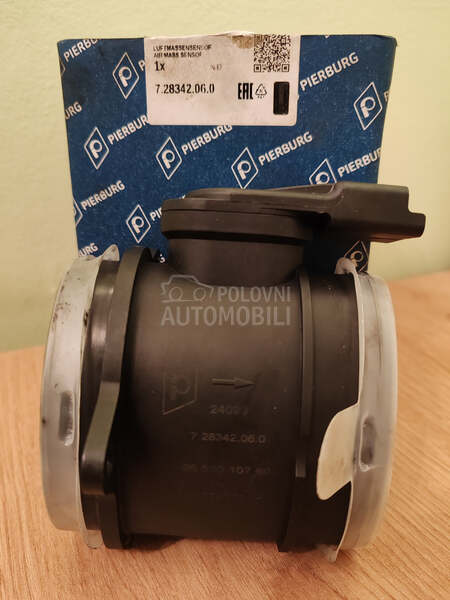 LUFTMASSENSENSOR
AIR MASS SENSOR
1x
7.28342.06.0
EAC
PIERBURG
PIERBURG
PIERBURG
PIERBURG
PIERBURG
PIERBURG
POLOVNI
AUTOMOBILI
7.28342.06.0